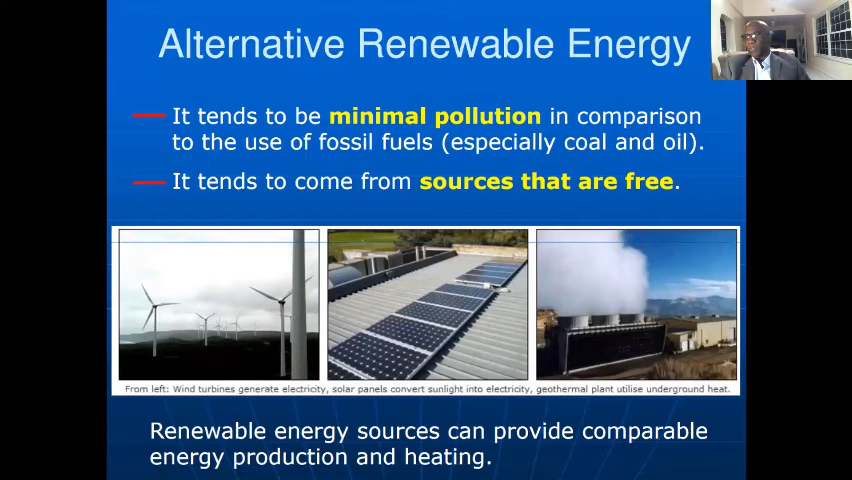 Alternative Renewable Energy
It tends to be minimal pollution in comparison
to the use of fossil fuels (especially coal and oil).
It tends to come from sources that are free.
From left: Wind turbines generate electricity, solar panels convert sunlight into electricity, geothermal plant utilise underground heat.
Renewable energy sources can provide comparable
energy production and heating.